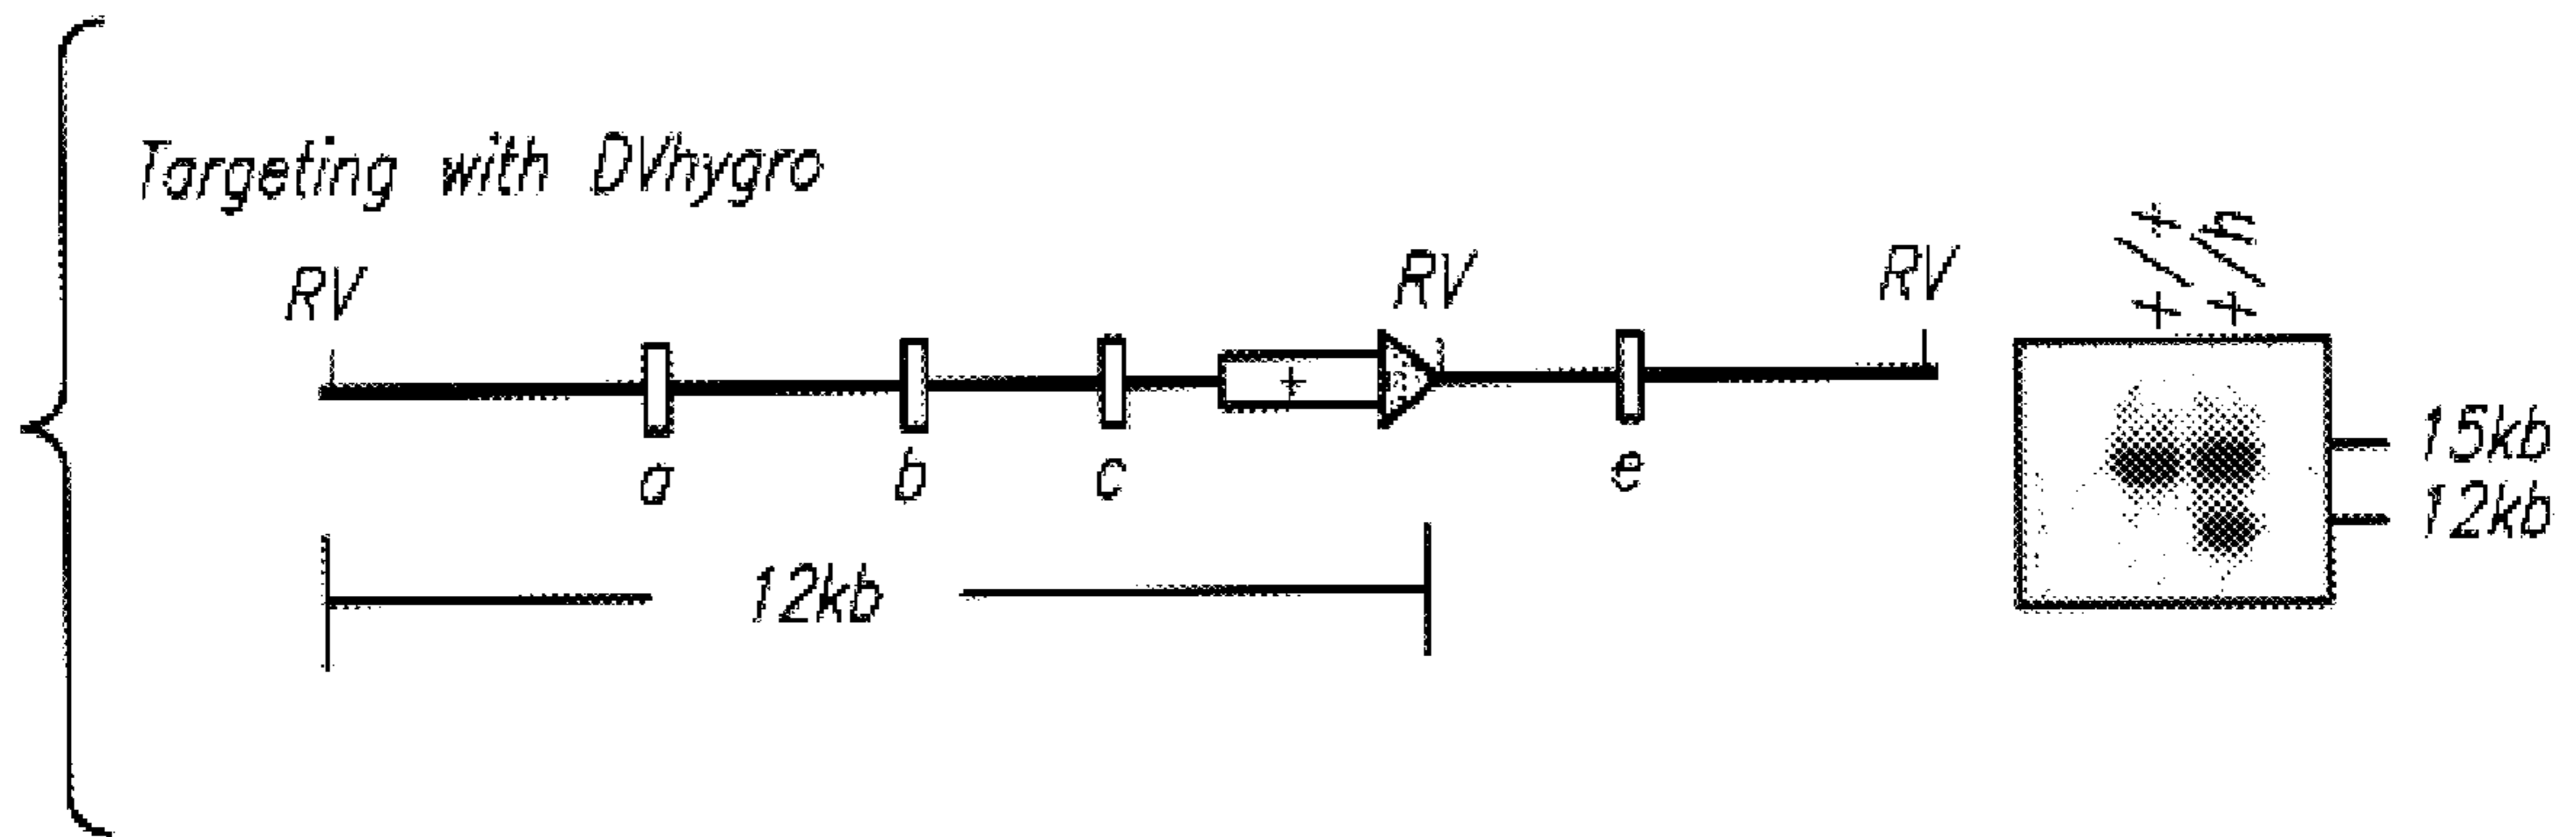 Targeting with DVhygro
RV
RV
RV
+/+
+/h
+
a
b
c
e
15kb
12kb
12kb